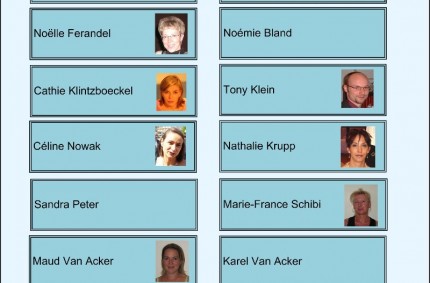 Noëlle Ferandel
Noémie Bland
Cathie Klintzboeckel
Tony Klein
Céline Nowak
Nathalie Krupp
Sandra Peter
Marie-France Schibi
Maud Van Acker
Karel Van Acker